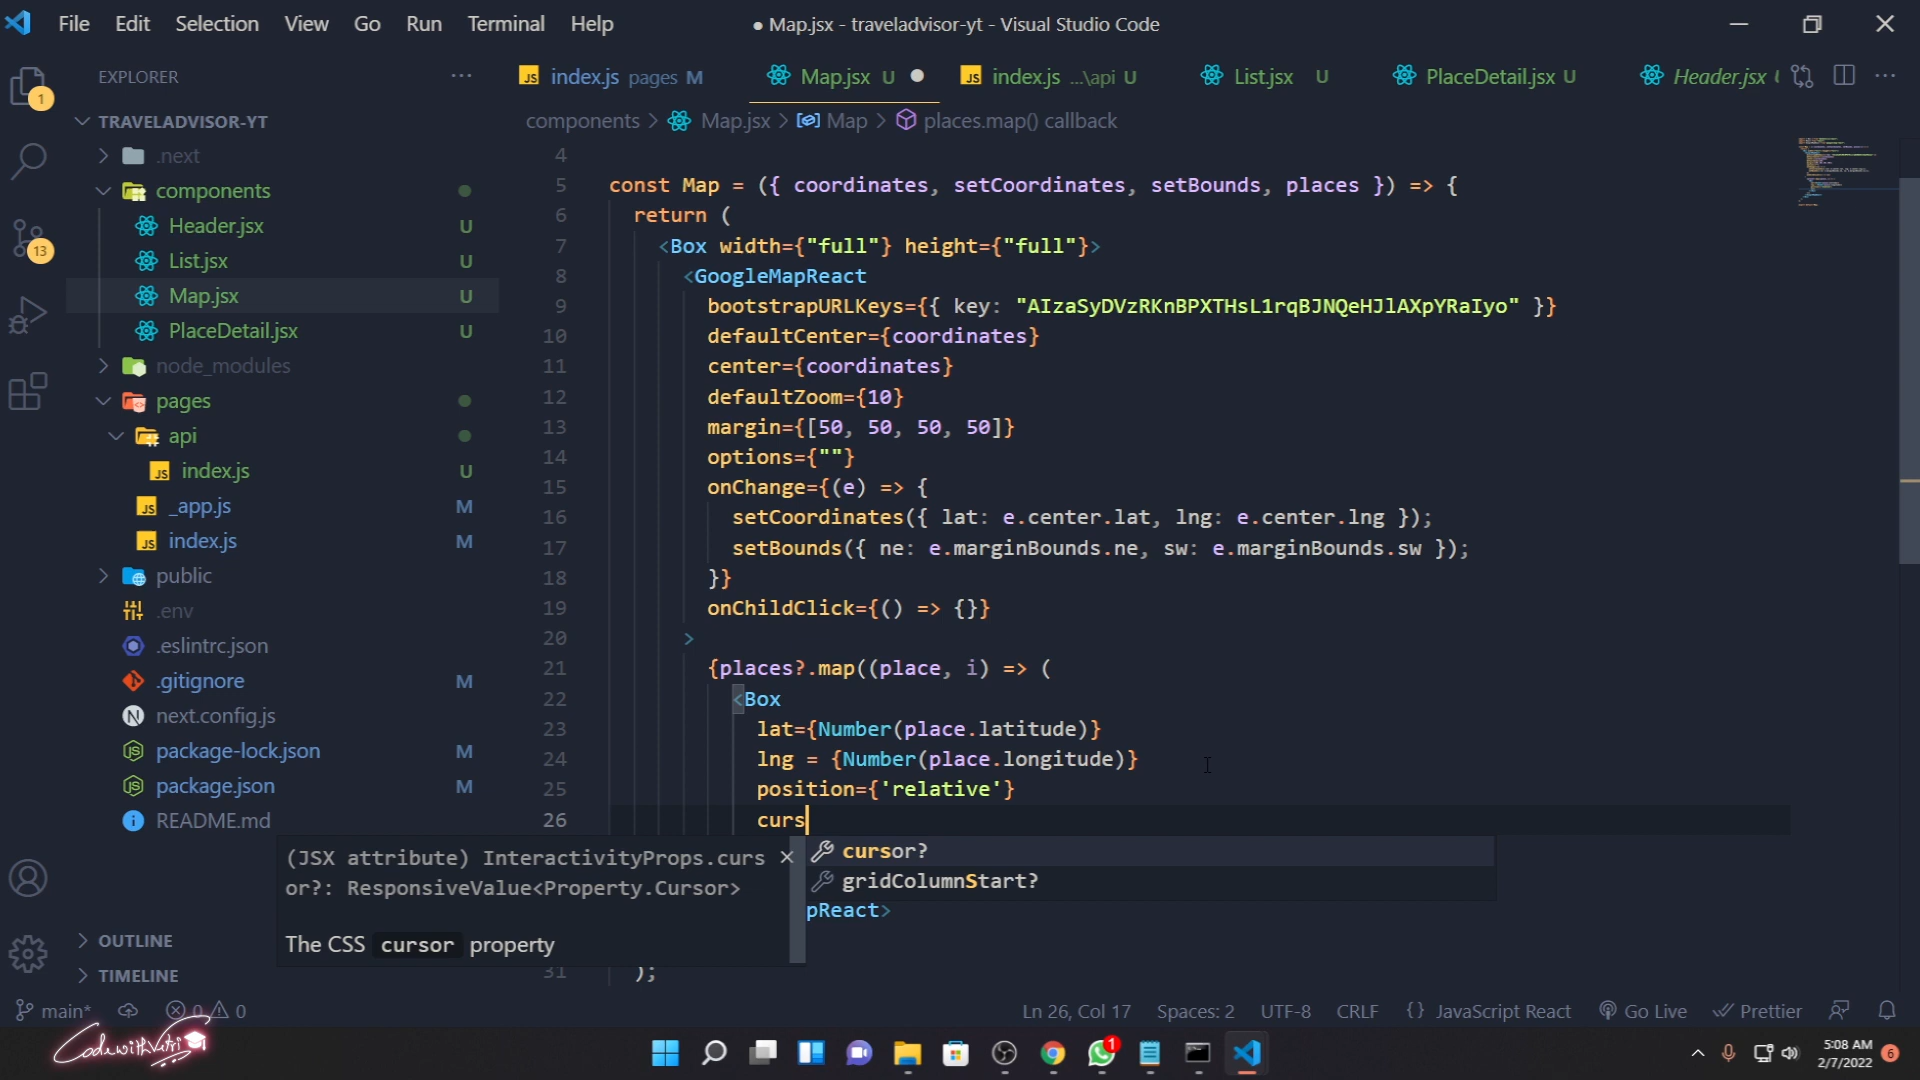 File Edit Selection View Go Run Terminal Help
● Map.jsx - traveladvisor-yt - Visual Studio Code
EXPLORER
TRAVELADVISOR-YT
.next
components
Header.jsx U
List.jsx U
Map.jsx U
PlaceDetail.jsx U
node_modules
pages
api
index.js U
_app.js M
index.js M
public
.env
.eslintrc.json
.gitignore M
next.config.js
package-lock.json M
package.json M
README.md
OUTLINE
TIMELINE
1
13
index.js pages M
Map.jsx U ●
index.js ...\api U
List.jsx U
PlaceDetail.jsx U
Header.jsx
components > Map.jsx > Map > places.map() callback
4
5 const Map = ({ coordinates, setCoordinates, setBounds, places }) => {
6 return (
7 <Box width={"full"} height={"full"}>
8 <GoogleMapReact
9 bootstrapURLKeys={{ key: "AIzaSyDVzRKnBPXTHsL1rqBJNQeHJlAXpYRaIyo" }}
10 defaultCenter={coordinates}
11 center={coordinates}
12 defaultZoom={10}
13 margin={[50, 50, 50, 50]}
14 options={""}
15 onChange={(e) => {
16 setCoordinates({ lat: e.center.lat, lng: e.center.lng });
17 setBounds({ ne: e.marginBounds.ne, sw: e.marginBounds.sw });
18 }}
19 onChildClick={() => {}}
20 >
21 {places?.map((place, i) => (
22 <Box
23 lat={Number(place.latitude)}
24 lng = {Number(place.longitude)}
25 position={'relative'}
26 curs
cursor?
gridColumnStart?
pReact>
31 );
(JSX attribute) InteractivityProps.curs
or?: ResponsiveValue<Property.Cursor>
The CSS cursor property
main* 0 0
Ln 26, Col 17 Spaces: 2 UTF-8 CRLF {} JavaScript React Go Live Prettier
CodewithVetri
1
5:08 AM
2/7/2022
6